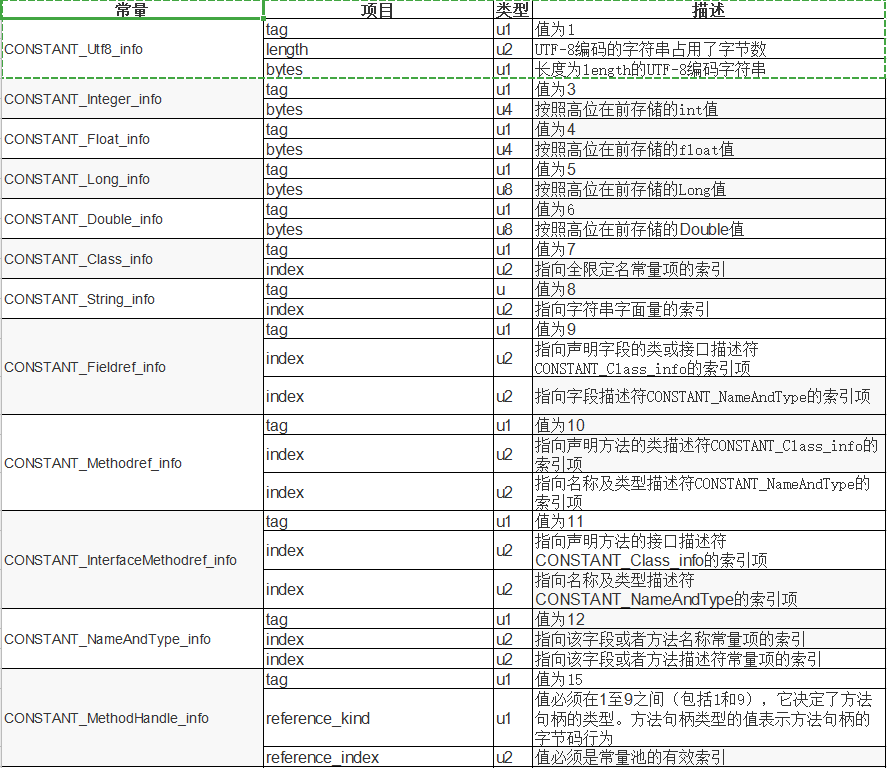 常量 项目 类型 描述
CONSTANT_Utf8_info
tag u1 值为1
length u2 UTF-8编码的字符串占用了字节数
bytes u1 长度为length的UTF-8编码字符串
CONSTANT_Integer_info
tag u1 值为3
bytes u4 按照高位在前存储的int值
CONSTANT_Float_info
tag u1 值为4
bytes u4 按照高位在前存储的float值
CONSTANT_Long_info
tag u1 值为5
bytes u8 按照高位在前存储的Long值
CONSTANT_Double_info
tag u1 值为6
bytes u8 按照高位在前存储的Double值
CONSTANT_Class_info
tag u1 值为7
index u2 指向全限定名常量项的索引
CONSTANT_String_info
tag u 值为8
index u2 指向字符串字面量的索引
CONSTANT_Fieldref_info
tag u1 值为9
index u2 指向声明字段的类或接口描述符
CONSTANT_Class_info的索引项
index u2 指向字段描述符CONSTANT_NameAndType的索引项
CONSTANT_Methodref_info
tag u1 值为10
index u2 指向声明方法的类描述符CONSTANT_Class_info的
索引项
index u2 指向名称及类型描述符CONSTANT_NameAndType的
索引项
CONSTANT_InterfaceMethodref_info
tag u1 值为11
index u2 指向声明方法的接口描述符
CONSTANT_Class_info的索引项
index u2 指向名称及类型描述符
CONSTANT_NameAndType的索引项
CONSTANT_NameAndType_info
tag u1 值为12
index u2 指向该字段或者方法名称常量项的索引
index u2 指向该字段或者方法描述符常量项的索引
CONSTANT_MethodHandle_info
tag u1 值为15
reference_kind u1 值必须在1至9之间（包括1和9），它决定了方法
句柄的类型。方法句柄类型的值表示方法句柄的
字节码行为
reference_index u2 值必须是常量池的有效索引